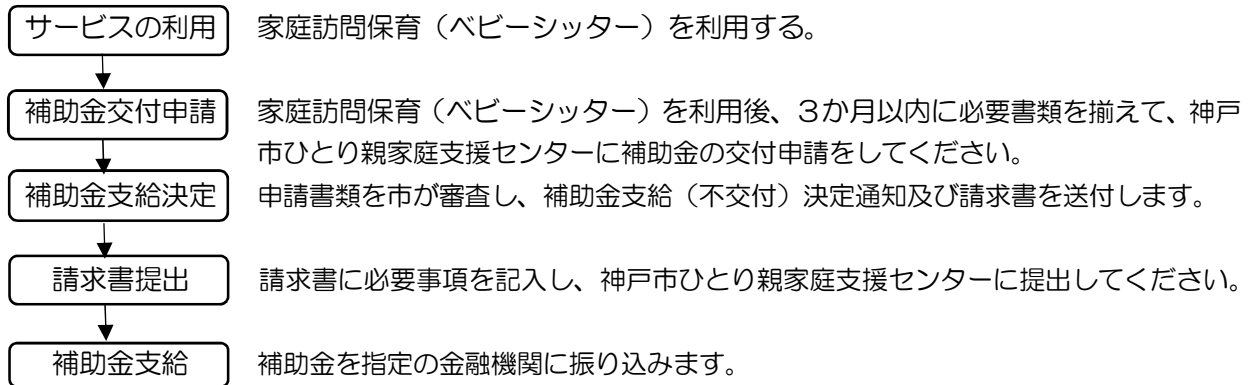 サービスの利用 家庭訪問保育（ベビーシッター）を利用する。
補助金交付申請 家庭訪問保育（ベビーシッター）を利用後、３か月以内に必要書類を揃えて、神戸
市ひとり親家庭支援センターに補助金の交付申請をしてください。
補助金支給決定 申請書類を市が審査し、補助金支給（不交付）決定通知及び請求書を送付します。
請求書提出 請求書に必要事項を記入し、神戸市ひとり親家庭支援センターに提出してください。
補助金支給 補助金を指定の金融機関に振り込みます。